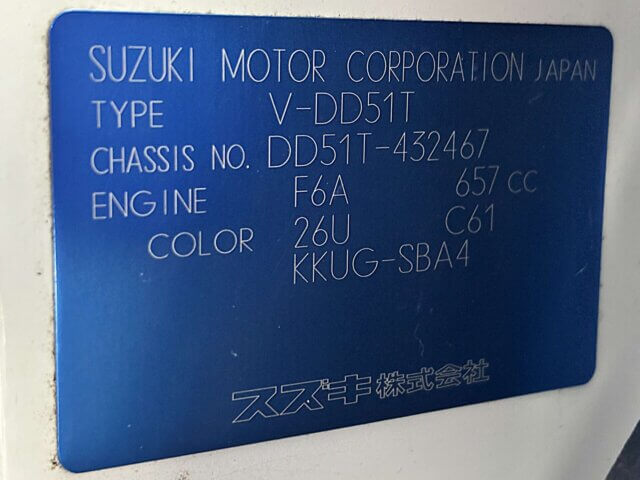 SUZUKI MOTOR CORPORATION JAPAN
TYPE V-DD51T
CHASSIS NO. DD51T-432467
ENGINE F6A 657 CC
COLOR 26U C61
KKUG-SBA4
スズキ株式会社